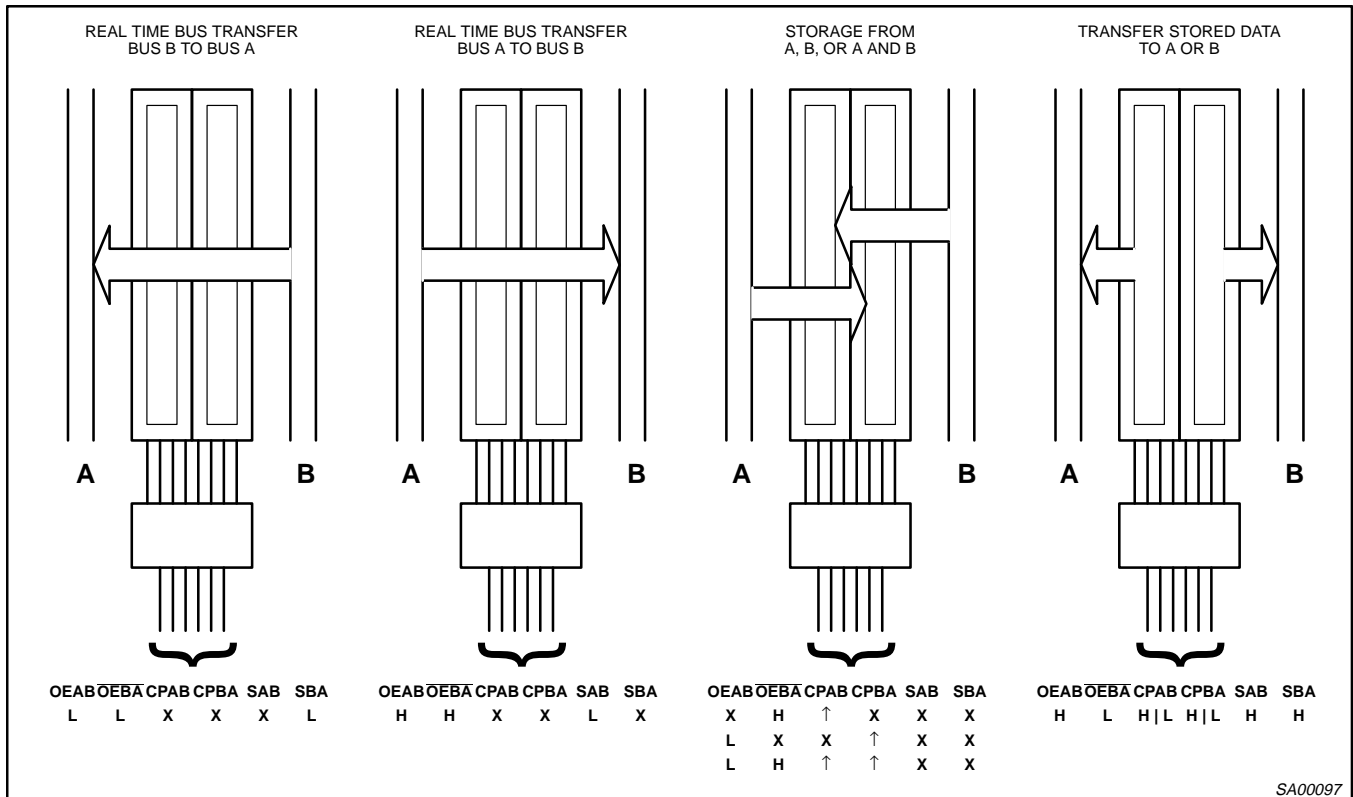 REAL TIME BUS TRANSFER
BUS B TO BUS A
A
B
OEAB OEBA CPAB CPBA SAB SBA
L L X X X L
REAL TIME BUS TRANSFER
BUS A TO BUS B
A
B
OEAB OEBA CPAB CPBA SAB SBA
H H X X L X
STORAGE FROM
A, B, OR A AND B
A
B
OEAB OEBA CPAB CPBA SAB SBA
X H ↑ X X X
L X X ↑ X X
L H ↑ ↑ X X
TRANSFER STORED DATA
TO A OR B
A
B
OEAB OEBA CPAB CPBA SAB SBA
H L H | L H | L H H
SA00097